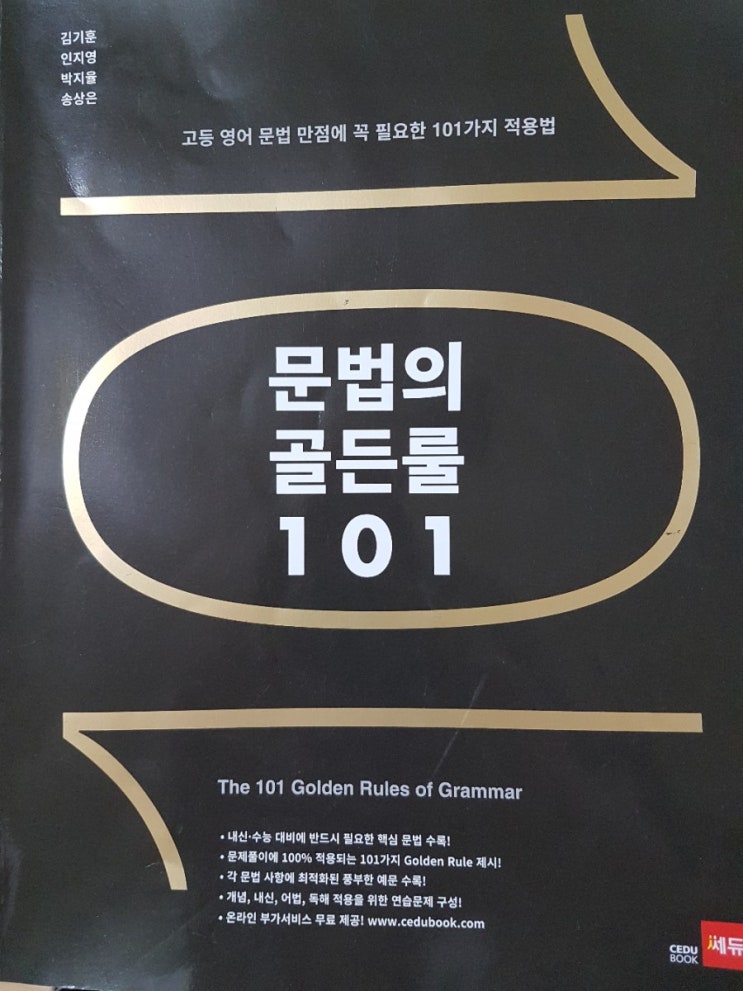 김기훈
인지영
박지율
송상은
고등 영어 문법 만점에 꼭 필요한 101가지 적용법
문법의
골든룰
101
The 101 Golden Rules of Grammar
• 내신·수능 대비에 반드시 필요한 핵심 문법 수록!
• 문제풀이에 100% 적용되는 101가지 Golden Rule 제시!
• 각 문법 사항에 최적화된 풍부한 예문 수록!
• 개념, 내신, 어법, 독해 적용을 위한 연습문제 구성!
• 온라인 부가서비스 무료 제공! www.cedubook.com
CEDU
BOOK
쎄듀